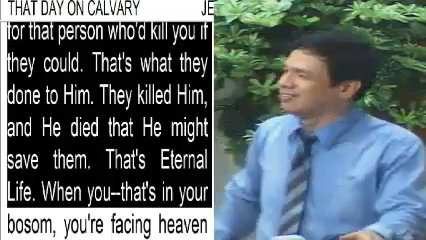 THAT DAY ON CALVARY JE
for that person who'd kill you if
they could. That's what they
done to Him. They killed Him,
and He died that He might
save them. That's Eternal
Life. When you--that's in your
bosom, you're facing heaven